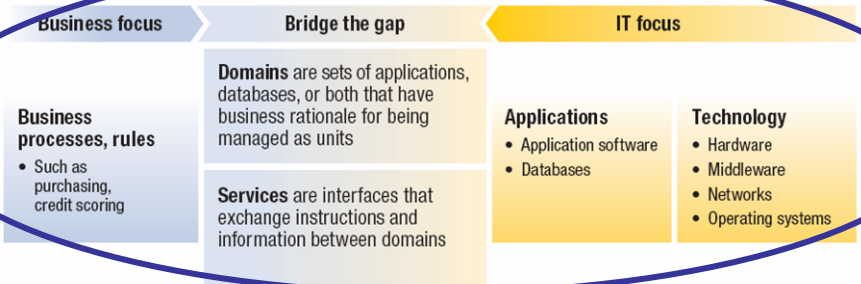 Business focus
Bridge the gap
IT focus
Business
processes, rules
• Such as
purchasing,
credit scoring
Domains are sets of applications,
databases, or both that have
business rationale for being
managed as units
Services are interfaces that
exchange instructions and
information between domains
Applications
• Application software
• Databases
Technology
• Hardware
• Middleware
• Networks
• Operating systems